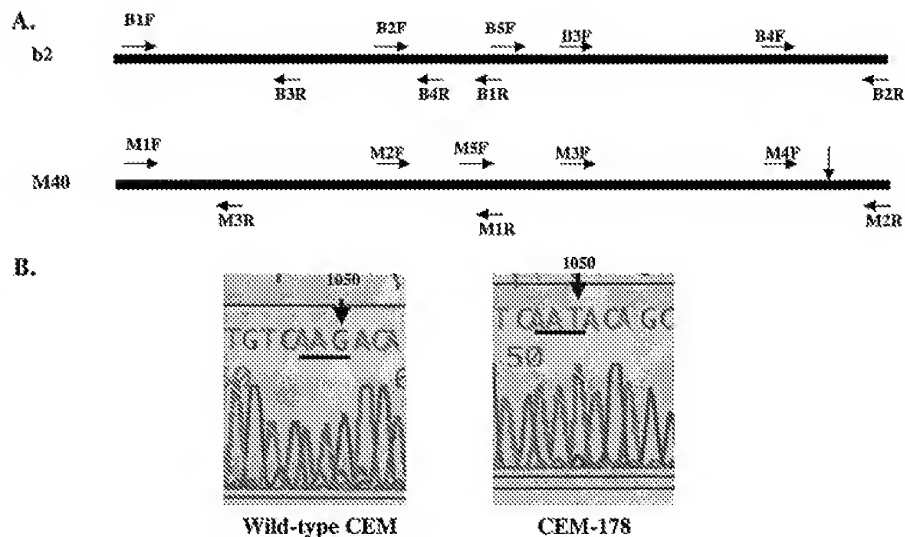 A.
B1F B2F B5F B3F B4F
b2
B3R B4R B1R B2R
M1F M2F M5F M3F M4F
M40
M3R M1R M2R
B.
1050 1050
TGTCAAGACA TCAATACAGC
50
Wild-type CEM CEM-178